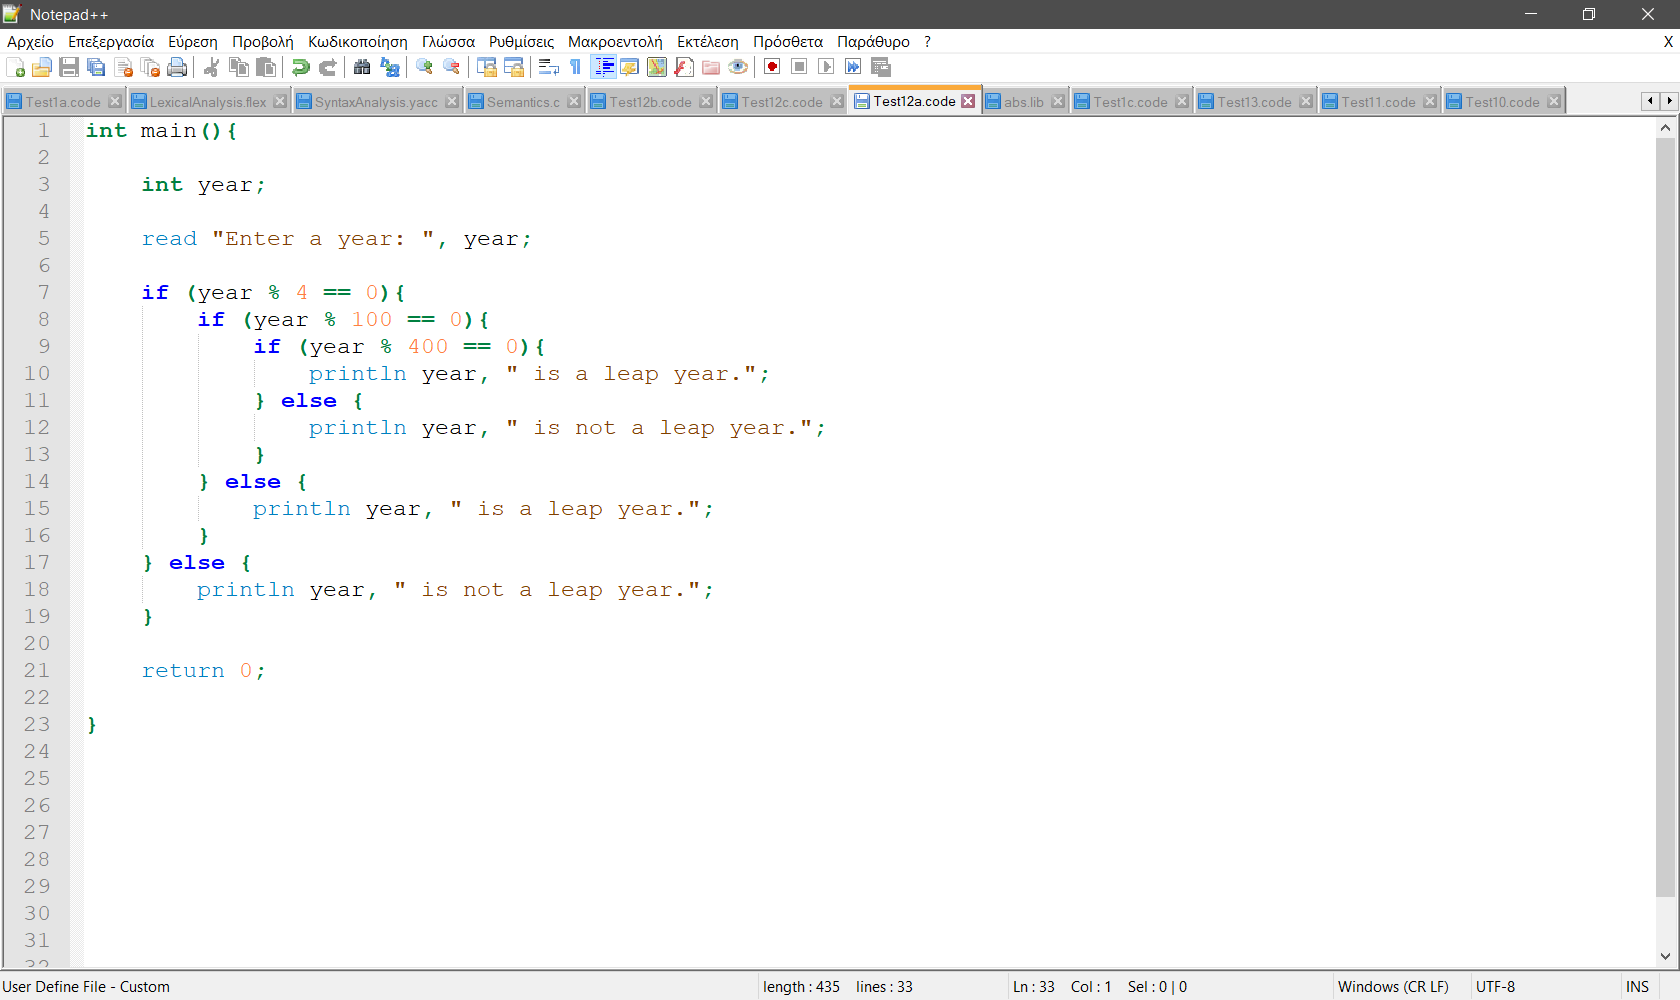 Notepad++
Αρχείο Επεξεργασία Εύρεση Προβολή Κωδικοποίηση Γλώσσα Ρυθμίσεις Μακροεντολή Εκτέλεση Πρόσθετα Παράθυρο ? X
Test1a.code LexicalAnalysis.flex SyntaxAnalysis.yacc Semantics.c Test12b.code Test12c.code Test12a.code abs.lib Test1c.code Test13.code Test11.code Test10.code
1 int main(){
2
3 int year;
4
5 read "Enter a year: ", year;
6
7 if (year % 4 == 0){
8 if (year % 100 == 0){
9 if (year % 400 == 0){
10 println year, " is a leap year.";
11 } else {
12 println year, " is not a leap year.";
13 }
14 } else {
15 println year, " is a leap year.";
16 }
17 } else {
18 println year, " is not a leap year.";
19 }
20
21 return 0;
22
23 }
24
25
26
27
28
29
30
31
32
User Define File - Custom length : 435 lines : 33 Ln : 33 Col : 1 Sel : 0 | 0 Windows (CR LF) UTF-8 INS